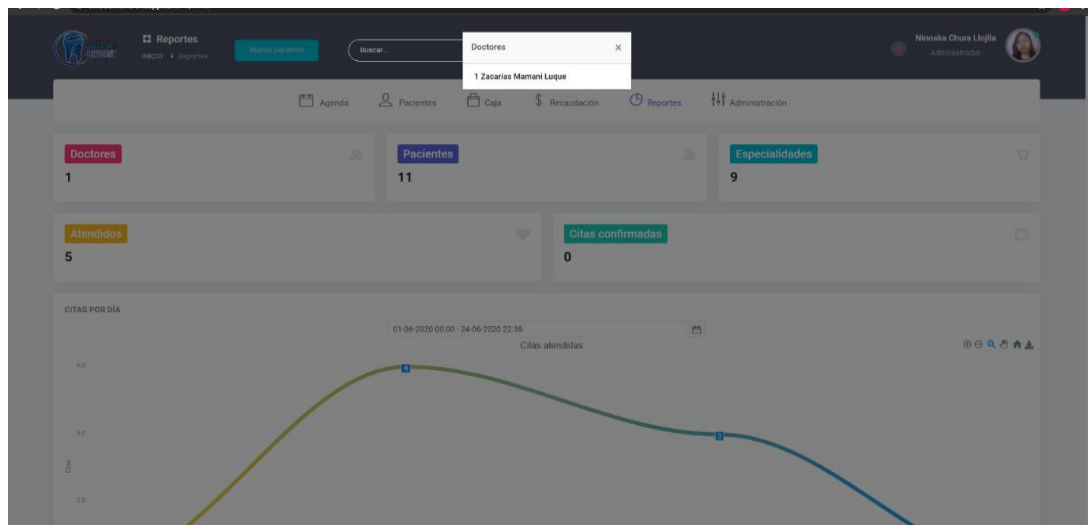 Reportes
INICIO Reportes
Nuevo paciente
Buscar...
Doctores ×
1 Zacarias Mamani Luque
Ninoska Chura Llojlla
Administrador
Agenda Pacientes Caja $ Recaudación Reportes Administración
Doctores
1
Pacientes
11
Especialidades
9
Atendidos
5
Citas confirmadas
0
CITAS POR DÍA
01-06-2020 00:00 - 24-06-2020 22:38
Citas atendidas
4.0
4
3.0
3
Citas
2.0